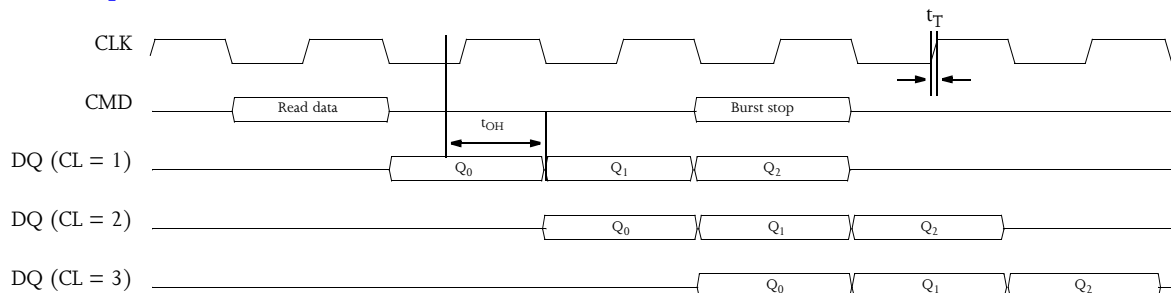 t_T
CLK
CMD Read data Burst stop
t_OH
DQ (CL = 1) Q_0 Q_1 Q_2
DQ (CL = 2) Q_0 Q_1 Q_2
DQ (CL = 3) Q_0 Q_1 Q_2